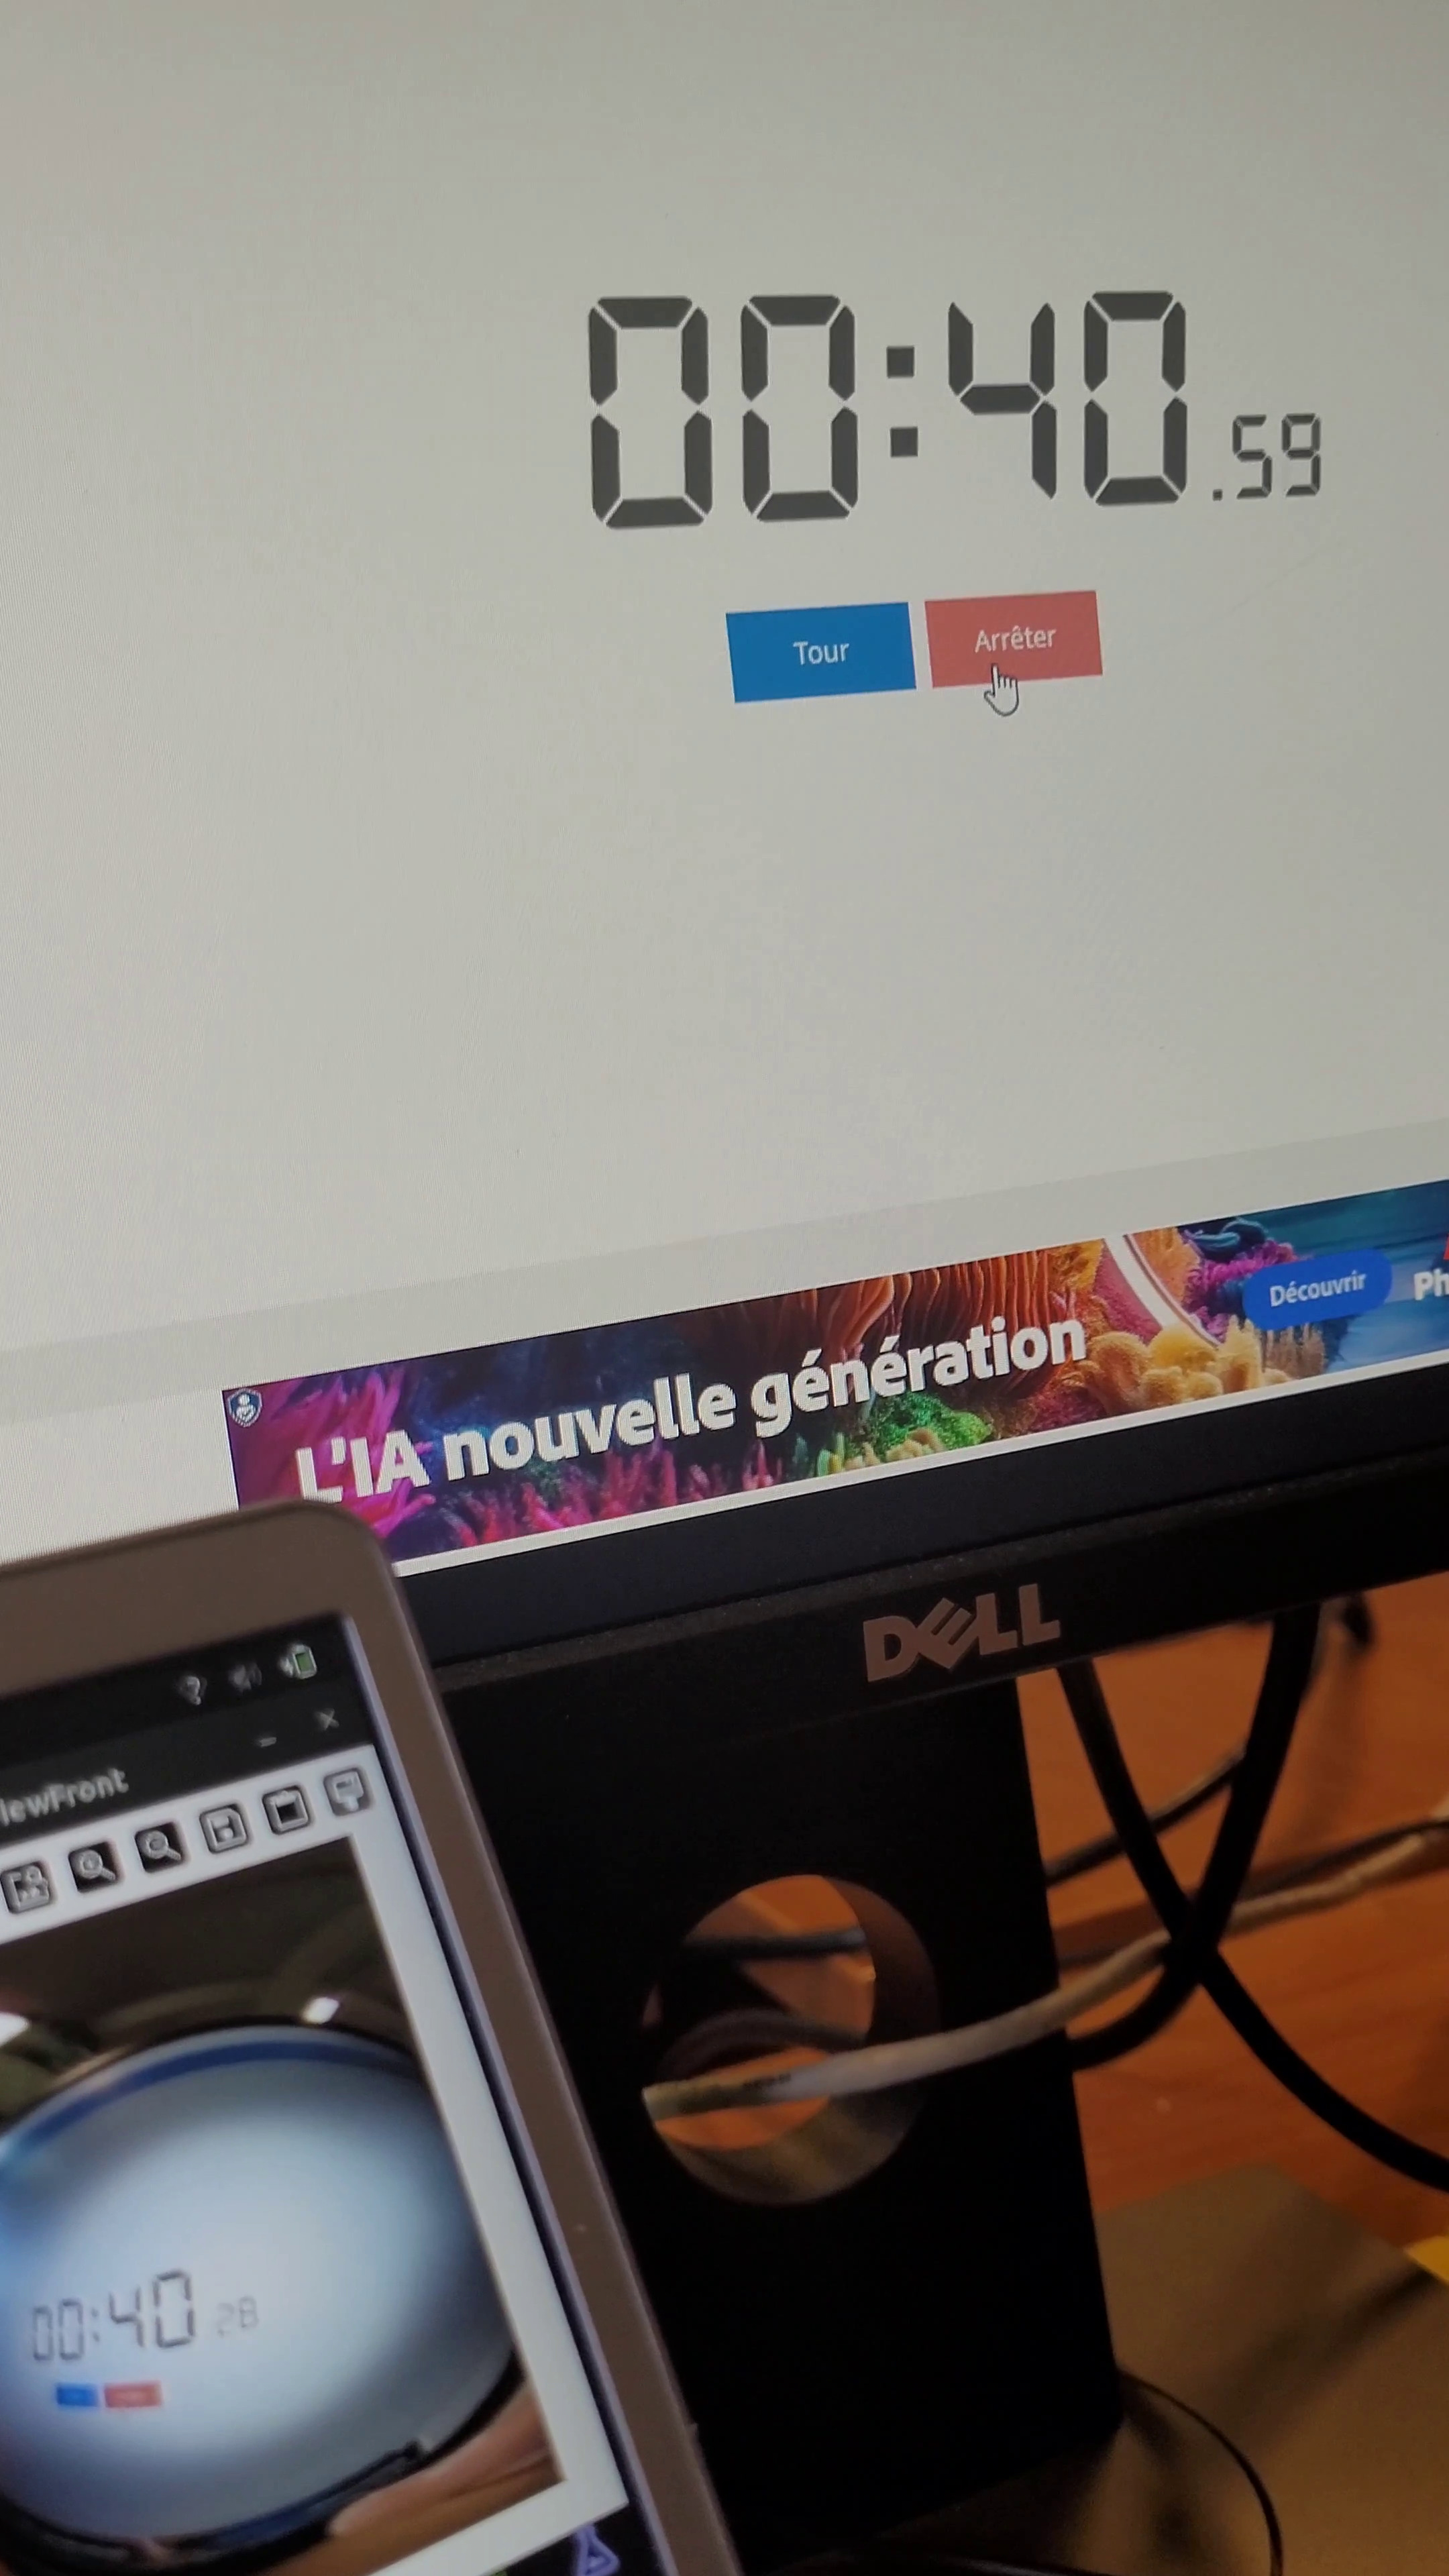 00:40.59
Tour
Arrêter
L'IA nouvelle génération
Découvrir
DELL
00:40 28